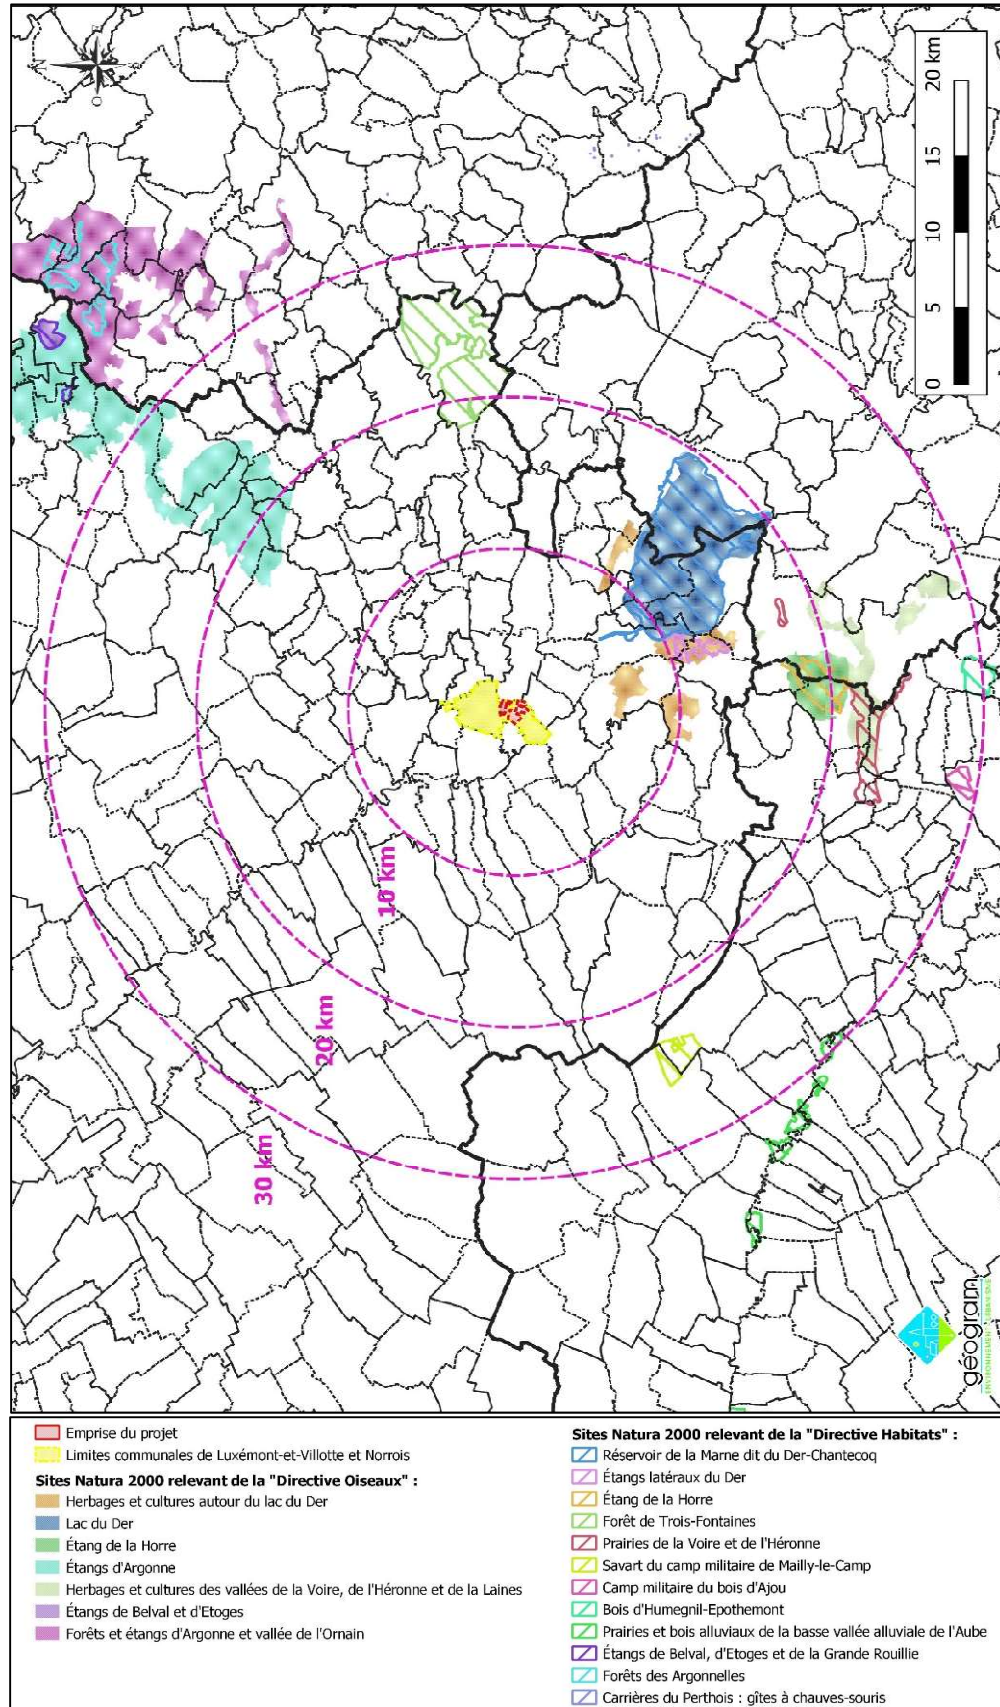 20 km
15
10
5
0
10 km
20 km
30 km
géogram
ENVIRONNEMENT URBANISME
Emprise du projet
Limites communales de Luxémont-et-Villotte et Norrois
Sites Natura 2000 relevant de la "Directive Oiseaux" :
Herbages et cultures autour du lac du Der
Lac du Der
Étang de la Horre
Étangs d'Argonne
Herbages et cultures des vallées de la Voire, de l'Héronne et de la Laines
Étangs de Belval et d'Etoges
Forêts et étangs d'Argonne et vallée de l'Ornain
Sites Natura 2000 relevant de la "Directive Habitats" :
Réservoir de la Marne dit du Der-Chantecoq
Étangs latéraux du Der
Étang de la Horre
Forêt de Trois-Fontaines
Prairies de la Voire et de l'Héronne
Savart du camp militaire de Mailly-le-Camp
Camp militaire du bois d'Ajou
Bois d'Humegnil-Epothemont
Prairies et bois alluviaux de la basse vallée alluviale de l'Aube
Étangs de Belval, d'Etoges et de la Grande Rouillie
Forêts des Argonnelles
Carrières du Perthois : gîtes à chauves-souris